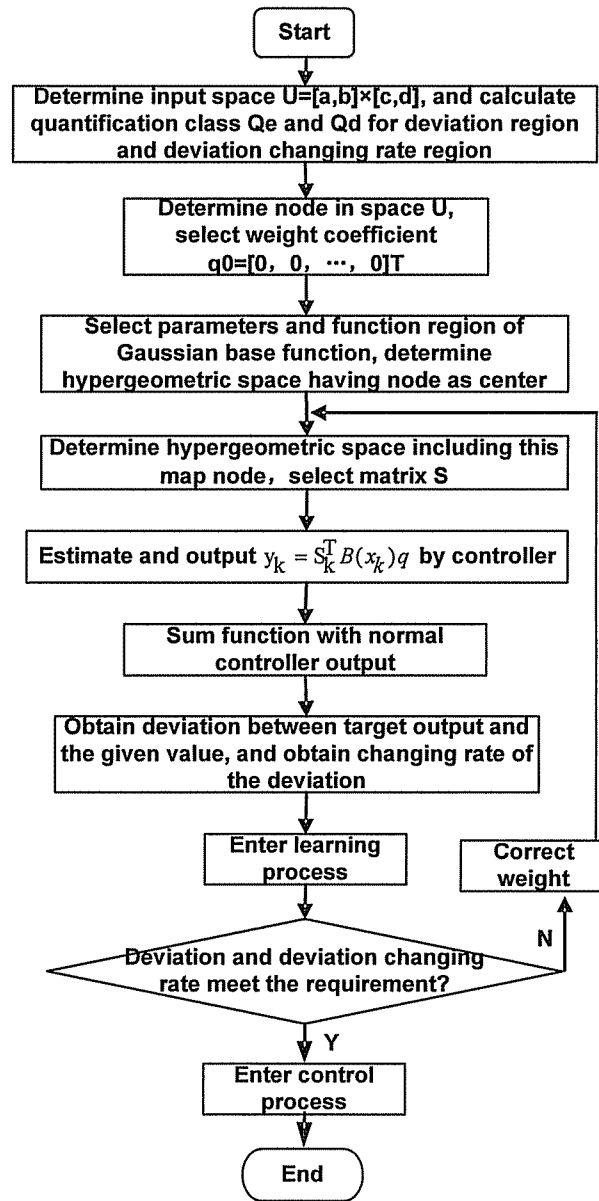 Start
Determine input space U=[a,b]×[c,d], and calculate
quantification class Qe and Qd for deviation region
and deviation changing rate region
Determine node in space U,
select weight coefficient
q0=[0, 0, ···, 0]T
Select parameters and function region of
Gaussian base function, determine
hypergeometric space having node as center
Determine hypergeometric space including this
map node, select matrix S
Estimate and output y_k = S_k^T B(x_k)q by controller
Sum function with normal
controller output
Obtain deviation between target output and
the given value, and obtain changing rate of
the deviation
Enter learning
process
Correct
weight
N
Deviation and deviation changing
rate meet the requirement?
Y
Enter control
process
End